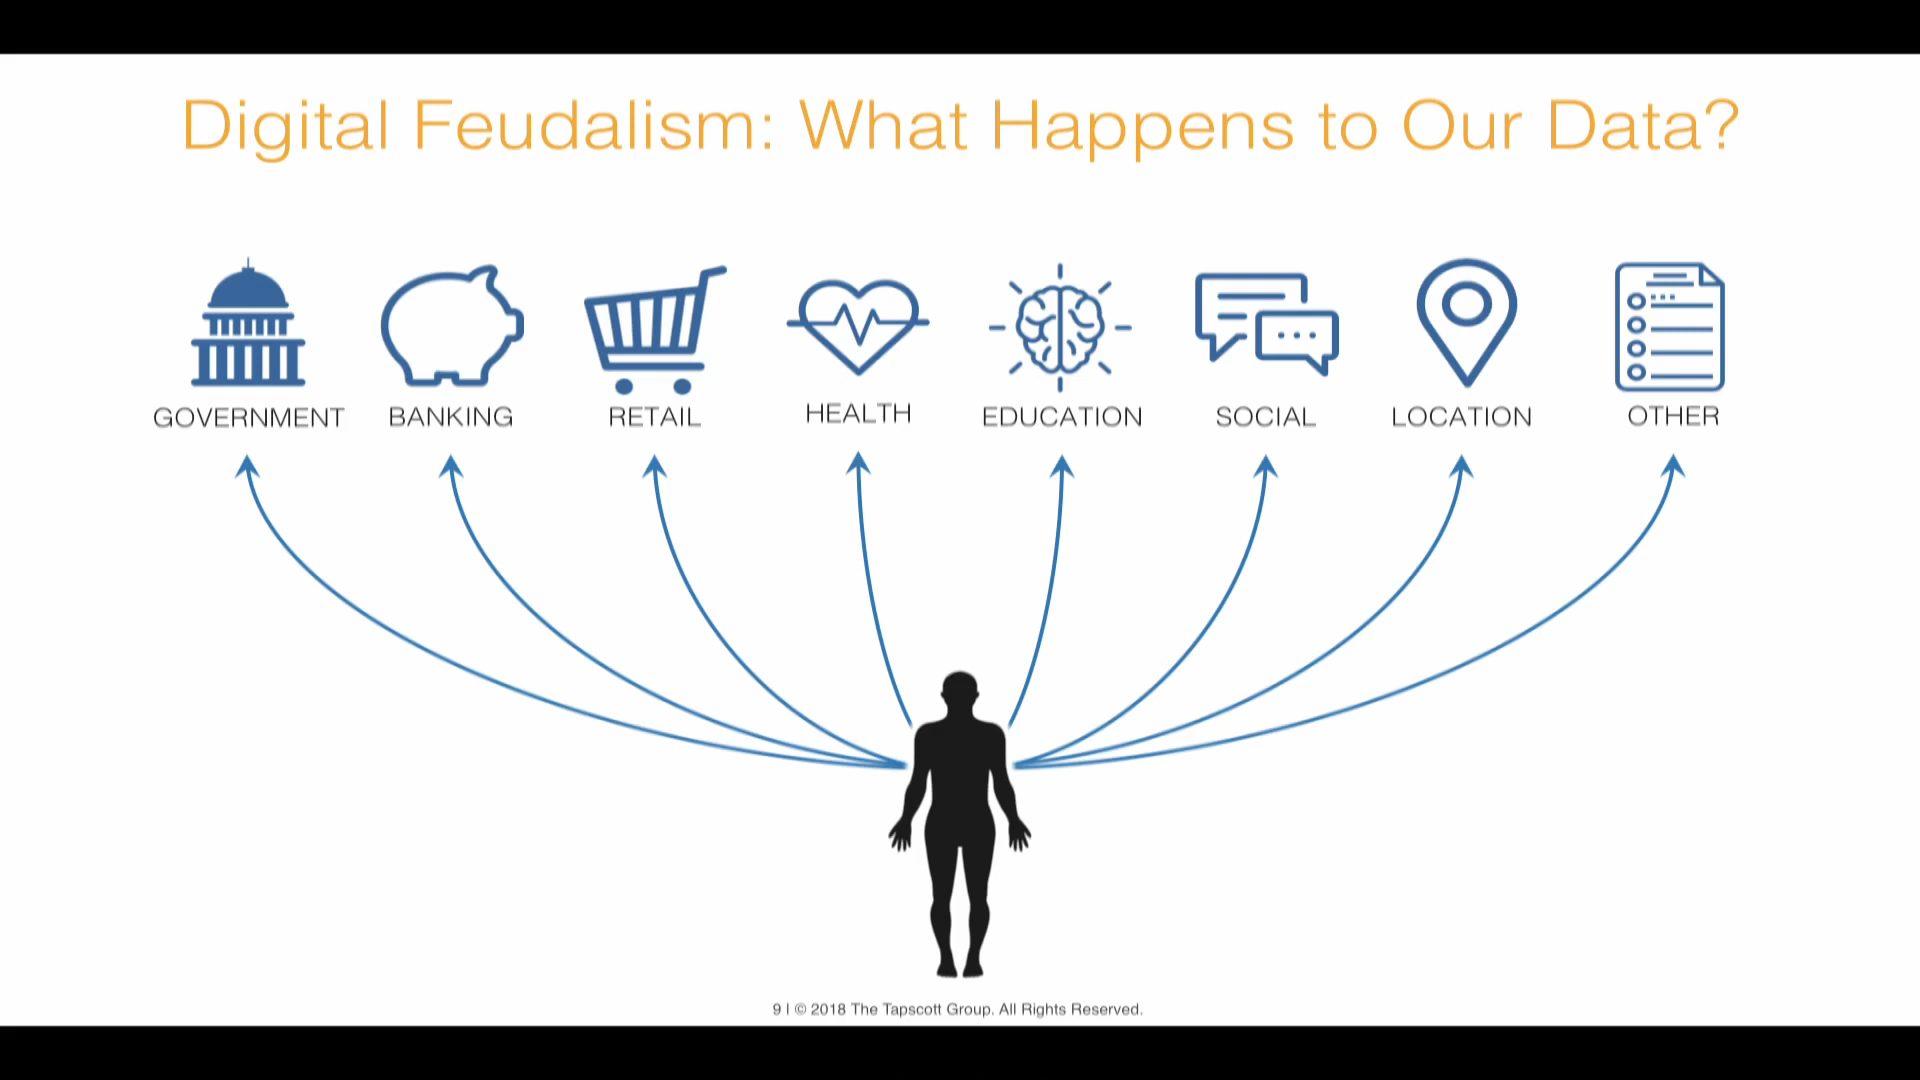 Digital Feudalism: What Happens to Our Data?
GOVERNMENT
BANKING
RETAIL
HEALTH
EDUCATION
SOCIAL
LOCATION
OTHER
9 | © 2018 The Tapscott Group. All Rights Reserved.